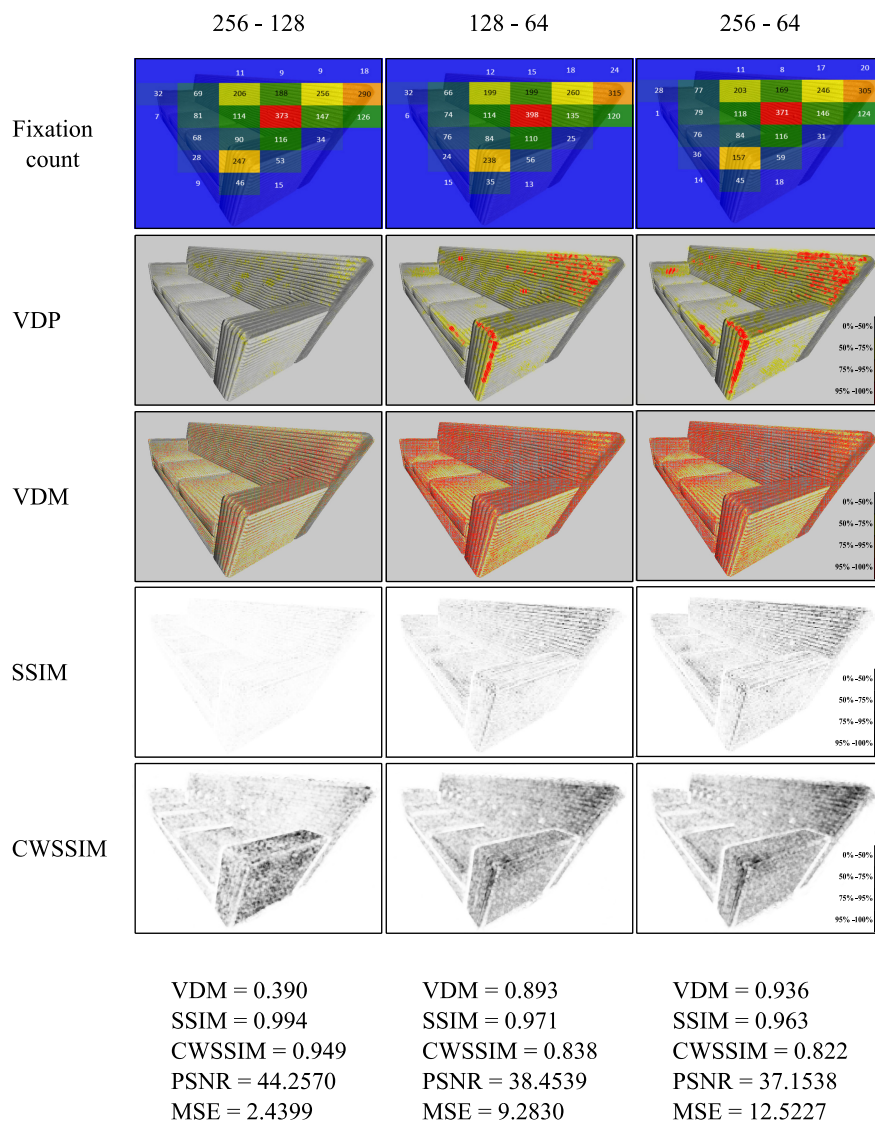 256 - 128 128 - 64 256 - 64
Fixation count
11 9 9 18
32 69 206 188 256 290
7 81 114 373 147 126
68 90 116 34
28 247 53
9 46 15
12 15 18 24
32 66 199 199 260 315
6 74 114 398 135 120
76 84 110 25
24 238 56
15 35 13
11 8 17 20
28 77 203 169 246 305
1 79 118 371 146 124
76 84 116 31
36 157 59
14 45 18
VDP
0% -50%
50% -75%
75% -95%
95% -100%
VDM
0% -50%
50% -75%
75% -95%
95% -100%
SSIM
0% -50%
50% -75%
75% -95%
95% -100%
CWSSIM
0% -50%
50% -75%
75% -95%
95% -100%
VDM = 0.390
SSIM = 0.994
CWSSIM = 0.949
PSNR = 44.2570
MSE = 2.4399
VDM = 0.893
SSIM = 0.971
CWSSIM = 0.838
PSNR = 38.4539
MSE = 9.2830
VDM = 0.936
SSIM = 0.963
CWSSIM = 0.822
PSNR = 37.1538
MSE = 12.5227